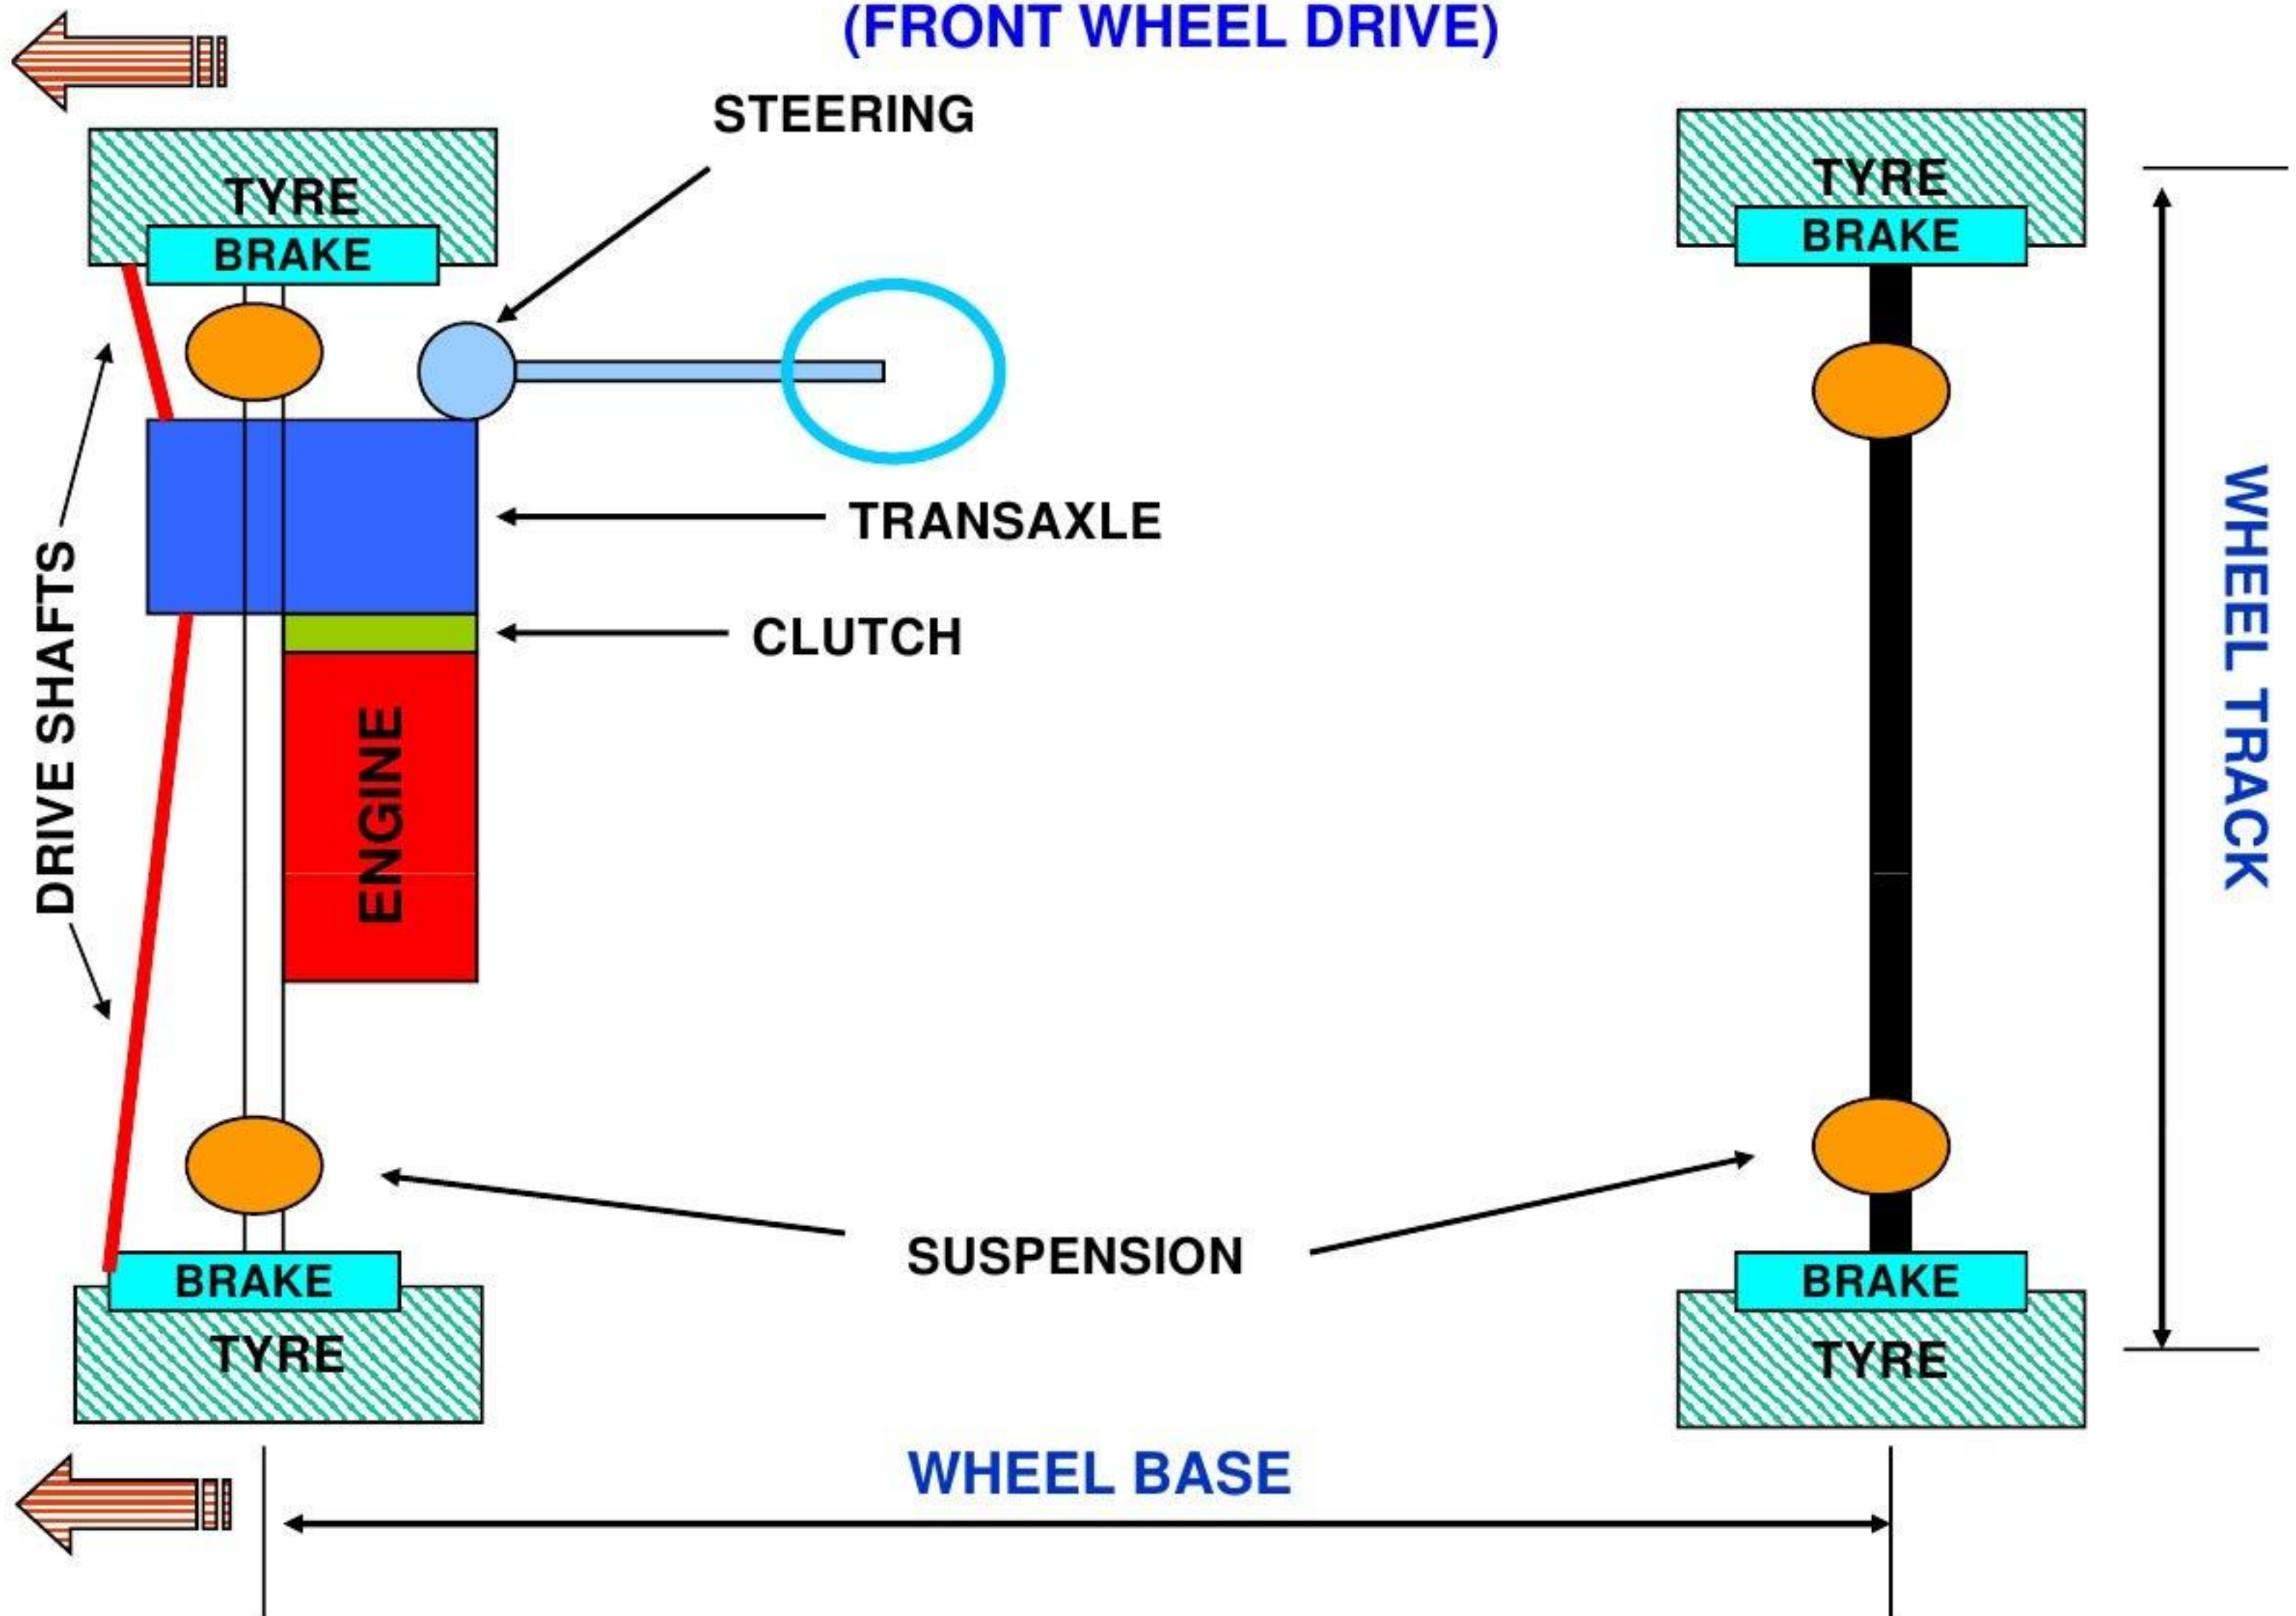 (FRONT WHEEL DRIVE)
STEERING
TYRE
BRAKE
TYRE
BRAKE
TRANSAXLE
CLUTCH
DRIVE SHAFTS
ENGINE
WHEEL TRACK
SUSPENSION
BRAKE
TYRE
BRAKE
TYRE
WHEEL BASE